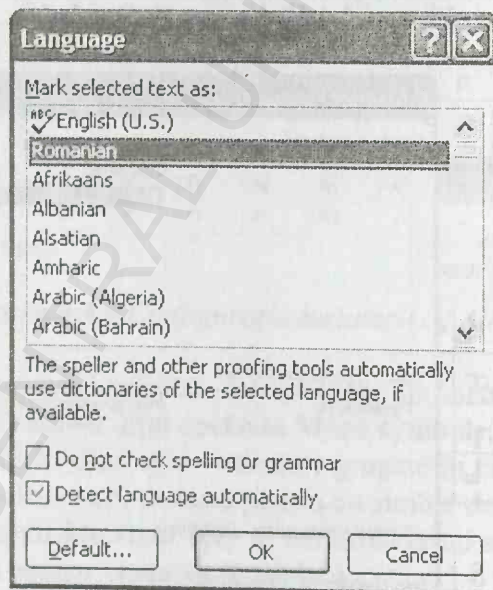 Language
Mark selected text as:
ABC English (U.S.)
Romanian
Afrikaans
Albanian
Alsatian
Amharic
Arabic (Algeria)
Arabic (Bahrain)
The speller and other proofing tools automatically
use dictionaries of the selected language, if
available.
Do not check spelling or grammar
Detect language automatically
Default... OK Cancel